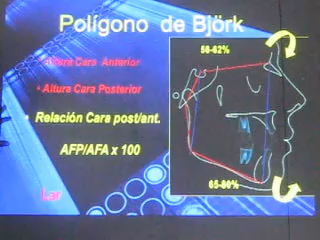 Polígono de Björk
56-62%
• Altura Cara Anterior
• Altura Cara Posterior
• Relación Cara post/ant.
AFP/AFA x 100
65-80%